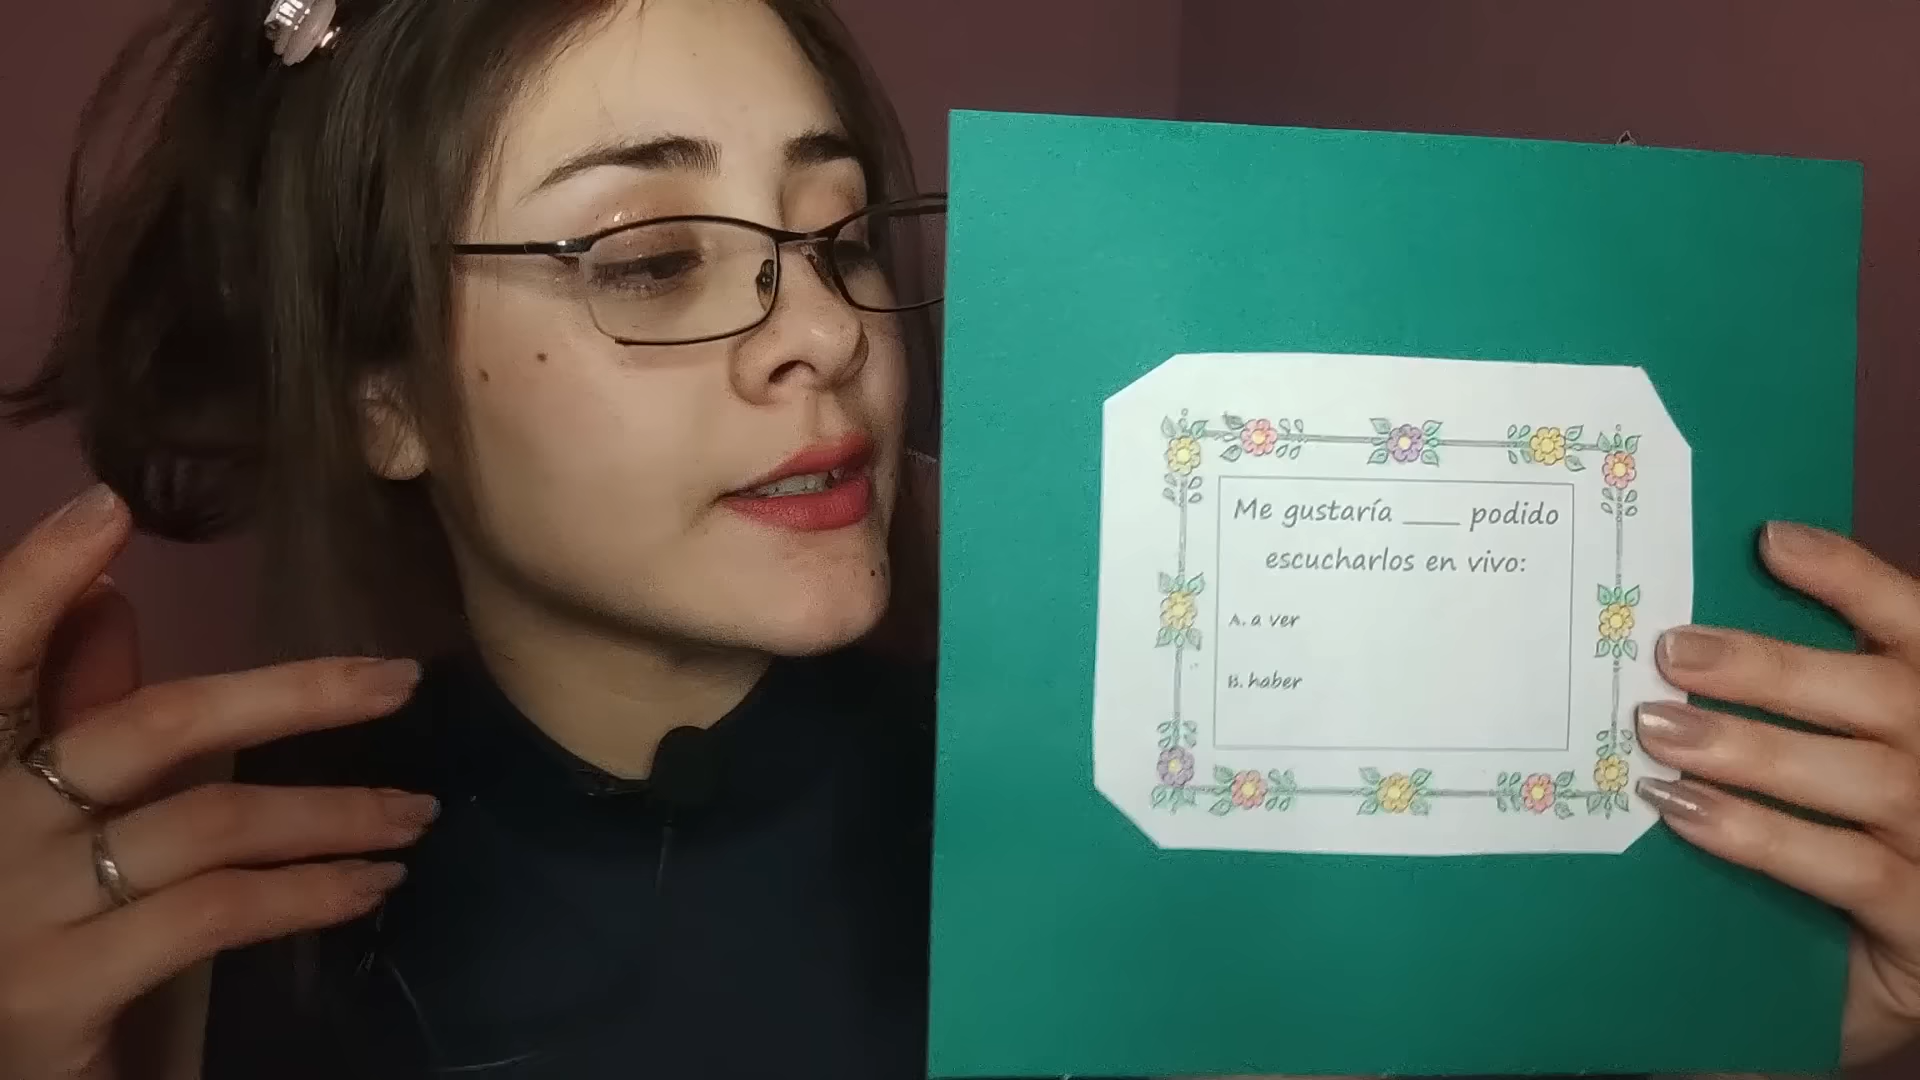 Me gustaría ____ podido
escucharlos en vivo:
A. a ver
B. haber